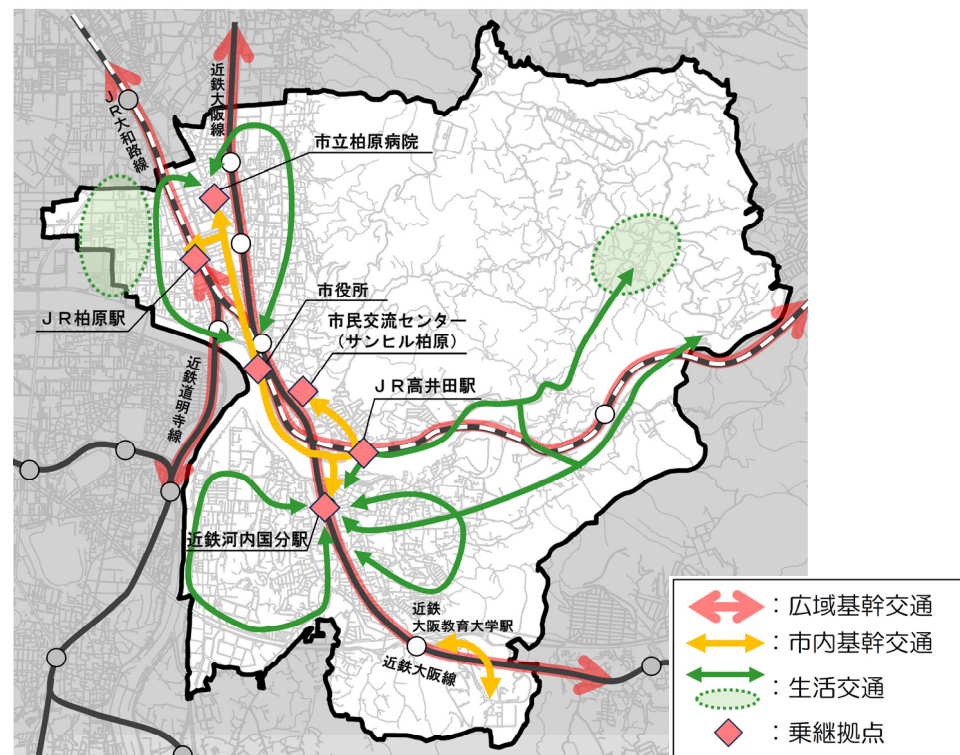 近鉄大阪線
JR大和路線
市立柏原病院
市役所
JR柏原駅
市民交流センター
(サンヒル柏原)
JR高井田駅
近鉄道明寺線
近鉄河内国分駅
近鉄
大阪教育大学駅
近鉄大阪線
:広域基幹交通
:市内基幹交通
:生活交通
:乗継拠点